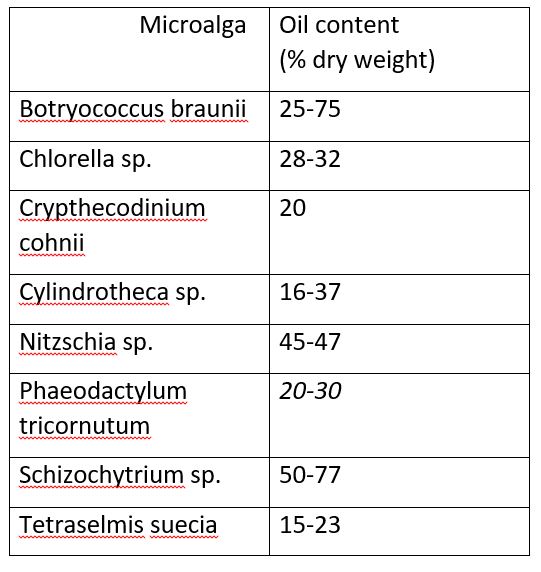 Microalga
Oil content
(% dry weight)
Botryococcus braunii
25-75
Chlorella sp.
28-32
Crypthecodinium
cohnii
20
Cylindrotheca sp.
16-37
Nitzschia sp.
45-47
Phaeodactylum
tricornutum
20-30
Schizochytrium sp.
50-77
Tetraselmis suecia
15-23